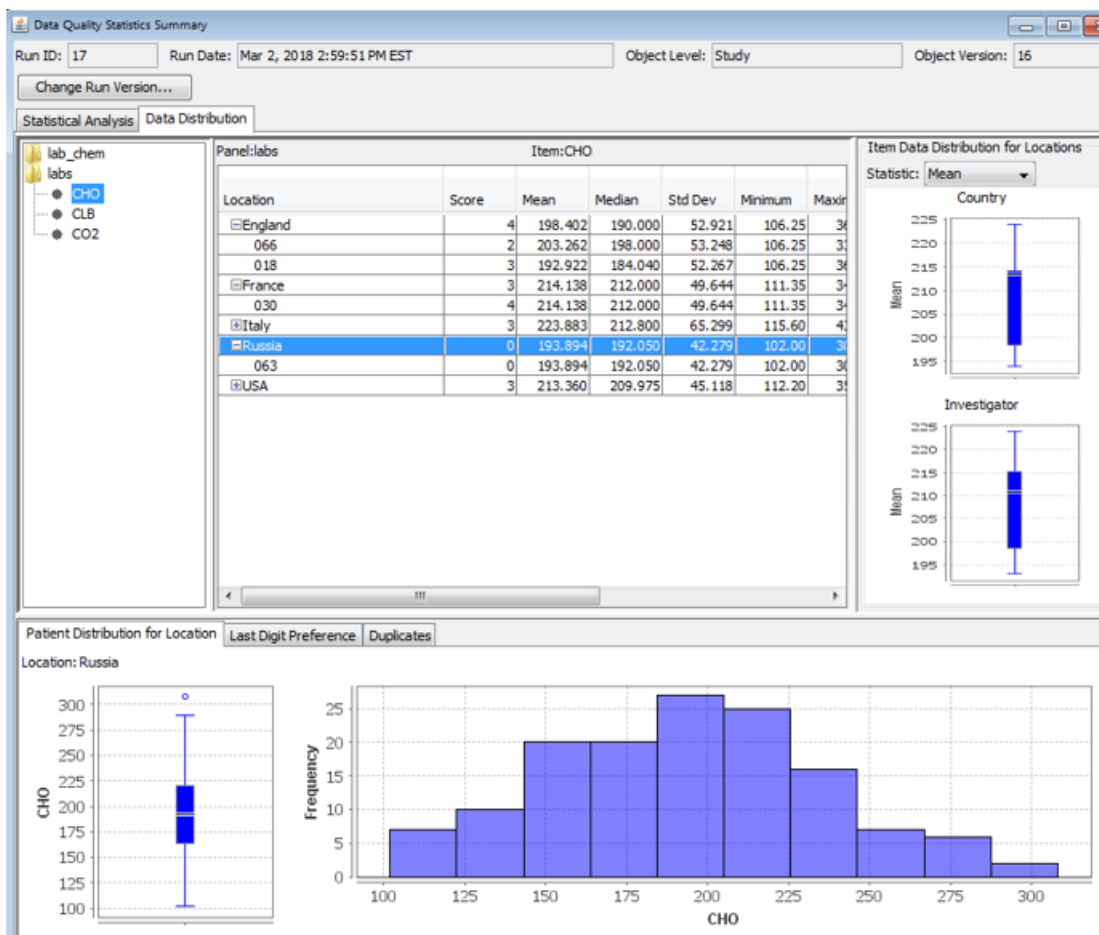 Data Quality Statistics Summary
Run ID: 17 Run Date: Mar 2, 2018 2:59:51 PM EST Object Level: Study Object Version: 16
Change Run Version...
Statistical Analysis Data Distribution
lab_chem
labs
CHO
CLB
CO2
Panel:labs Item:CHO
Location Score Mean Median Std Dev Minimum Maxir
England 4 198.402 190.000 52.921 106.25 36
066 2 203.262 198.000 53.248 106.25 33
018 3 192.922 184.040 52.267 106.25 36
France 3 214.138 212.000 49.644 111.35 34
030 4 214.138 212.000 49.644 111.35 34
Italy 3 223.883 212.800 65.299 115.60 43
Russia 0 193.894 192.050 42.279 102.00 30
063 0 193.894 192.050 42.279 102.00 30
USA 3 213.360 209.975 45.118 112.20 35
Item Data Distribution for Locations
Statistic: Mean
Country
225
220
215
210
205
200
195
Mean
Investigator
225
220
215
210
205
200
195
Mean
Patient Distribution for Location Last Digit Preference Duplicates
Location: Russia
300
275
250
225
200
175
150
125
100
CHO
25
20
15
10
5
0
Frequency
100 125 150 175 200 225 250 275 300
CHO